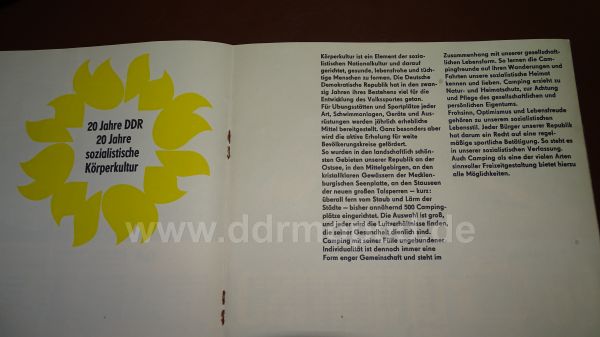 20 Jahre DDR
20 Jahre
sozialistische
Körperkultur
Körperkultur ist ein Element der sozia-
listischen Nationalkultur und darauf
gerichtet, gesunde, lebensfrohe und tüch-
tige Menschen zu formen. Die Deutsche
Demokratische Republik hat in den zwan-
zig Jahren ihres Bestehens viel für die
Entwicklung des Volkssportes getan.
Für Übungsstätten und Sportplätze jeder
Art, Schwimmanlagen, Geräte und Aus-
rüstungen werden jährlich erhebliche
Mittel bereitgestellt. Ganz besonders aber
wird die aktive Erholung für weite
Bevölkerungskreise gefördert.
So wurden in den landschaftlich schön-
sten Gebieten unserer Republik an der
Ostsee, in den Mittelgebirgen, an den
kristallklaren Gewässern der Mecklen-
burgischen Seenplatte, an den Stauseen
der neuen großen Talsperren — kurz:
überall fern vom Staub und Lärm der
Städte — bisher annähernd 500 Camping-
plätze eingerichtet. Die Auswahl ist groß,
und jeder wird die Luftverhältnisse finden,
die seiner Gesundheit dienlich sind.
Camping mit seiner Fülle ungebundener
Individualität ist dennoch immer eine
Form enger Gemeinschaft und steht im
Zusammenhang mit unserer gesellschaft-
lichen Lebensform. So lernen die Cam-
pingfreunde auf ihren Wanderungen und
Fahrten unsere sozialistische Heimat
kennen und lieben. Camping erzieht zu
Natur- und Heimatschutz, zur Achtung
und Pflege des gesellschaftlichen und
persönlichen Eigentums.
Frohsinn, Optimismus und Lebensfreude
gehören zu unserem sozialistischen
Lebensstil. Jeder Bürger unserer Republik
hat darum ein Recht auf eine regel-
mäßige sportliche Betätigung. So steht es
in unserer sozialistischen Verfassung.
Auch Camping als eine der vielen Arten
sinnvoller Freizeitgestaltung bietet hierzu
alle Möglichkeiten.